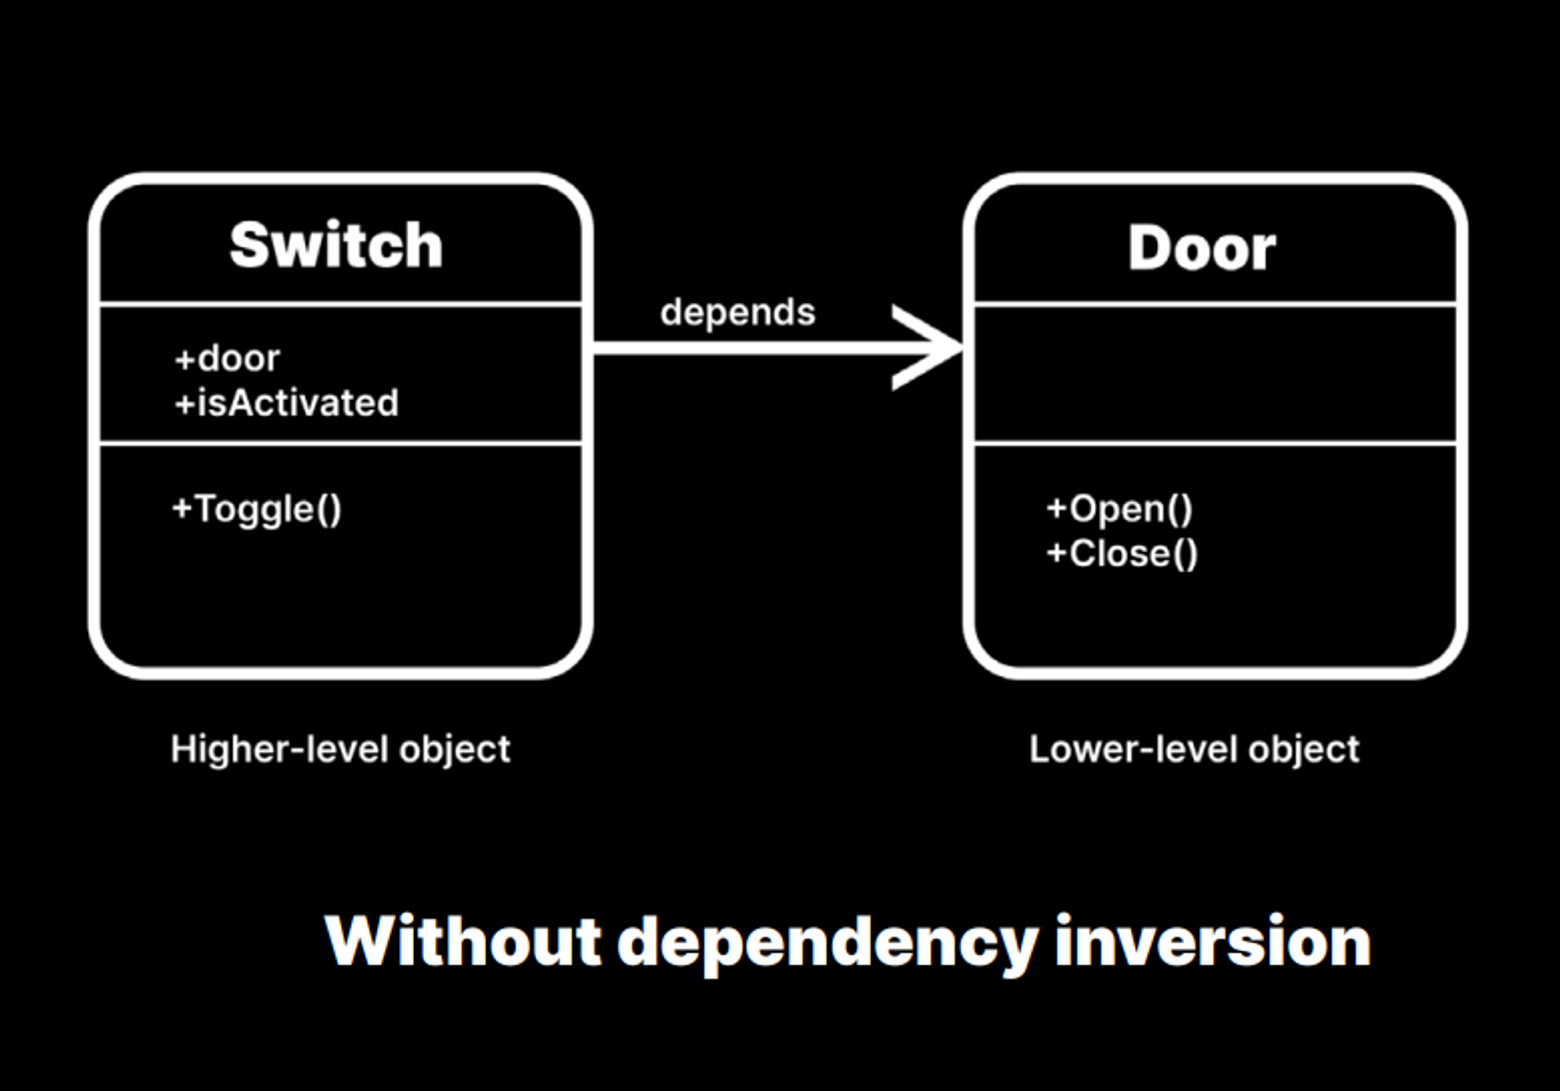 Switch
+door
+isActivated
+Toggle()
depends
Door
+Open()
+Close()
Higher-level object
Lower-level object
Without dependency inversion